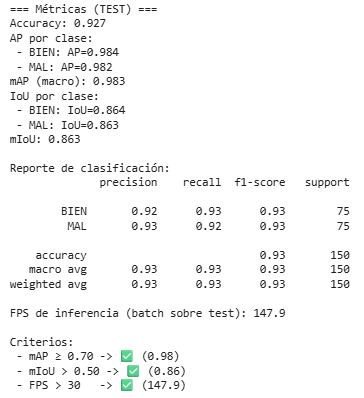 === Métricas (TEST) ===
Accuracy: 0.927
AP por clase:
 - BIEN: AP=0.984
 - MAL: AP=0.982
mAP (macro): 0.983
IoU por clase:
 - BIEN: IoU=0.864
 - MAL: IoU=0.863
mIoU: 0.863

Reporte de clasificación:
              precision    recall  f1-score   support

        BIEN       0.92      0.93      0.93        75
         MAL       0.93      0.92      0.93        75

    accuracy                           0.93       150
   macro avg       0.93      0.93      0.93       150
weighted avg       0.93      0.93      0.93       150

FPS de inferencia (batch sobre test): 147.9

Criterios:
 - mAP ≥ 0.70 -> ✅ (0.98)
 - mIoU > 0.50 -> ✅ (0.86)
 - FPS > 30   -> ✅ (147.9)